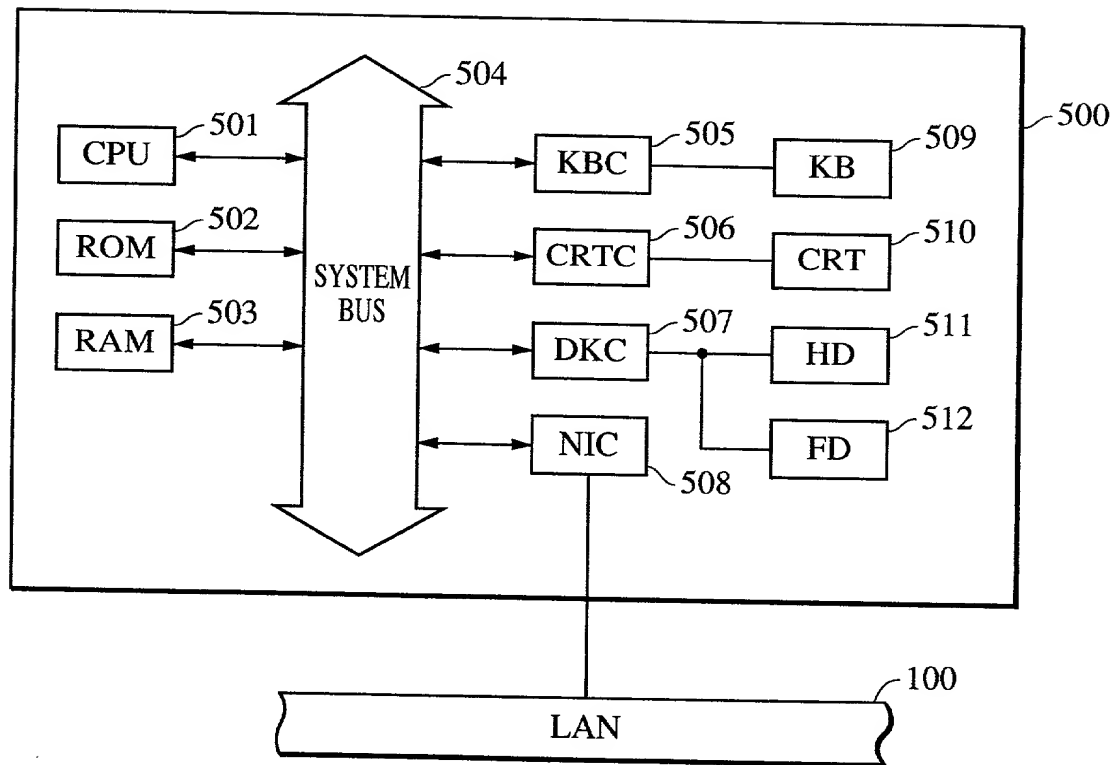 504
500
501
CPU
505
KBC
509
KB
502
ROM
506
CRTC
510
CRT
SYSTEM
BUS
503
RAM
507
DKC
511
HD
NIC
508
512
FD
100
LAN